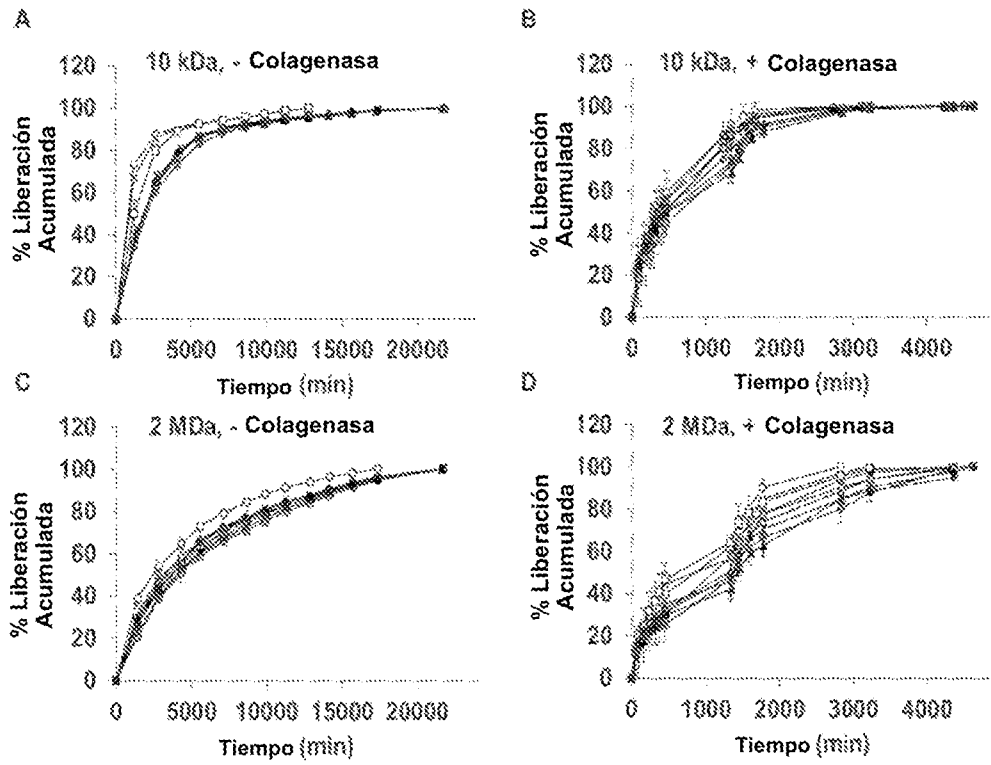 A
10 kDa, - Colagenasa
% Liberación
Acumulada
120
100
80
60
40
20
0
0 5000 10000 15000 20000
Tiempo (min)
B
10 kDa, + Colagenasa
% Liberación
Acumulada
120
100
80
60
40
20
0
0 1000 2000 3000 4000
Tiempo (min)
C
2 MDa, - Colagenasa
% Liberación
Acumulada
120
100
80
60
40
20
0
0 5000 10000 15000 20000
Tiempo (min)
D
2 MDa, + Colagenasa
% Liberación
Acumulada
120
100
80
60
40
20
0
0 1000 2000 3000 4000
Tiempo (min)